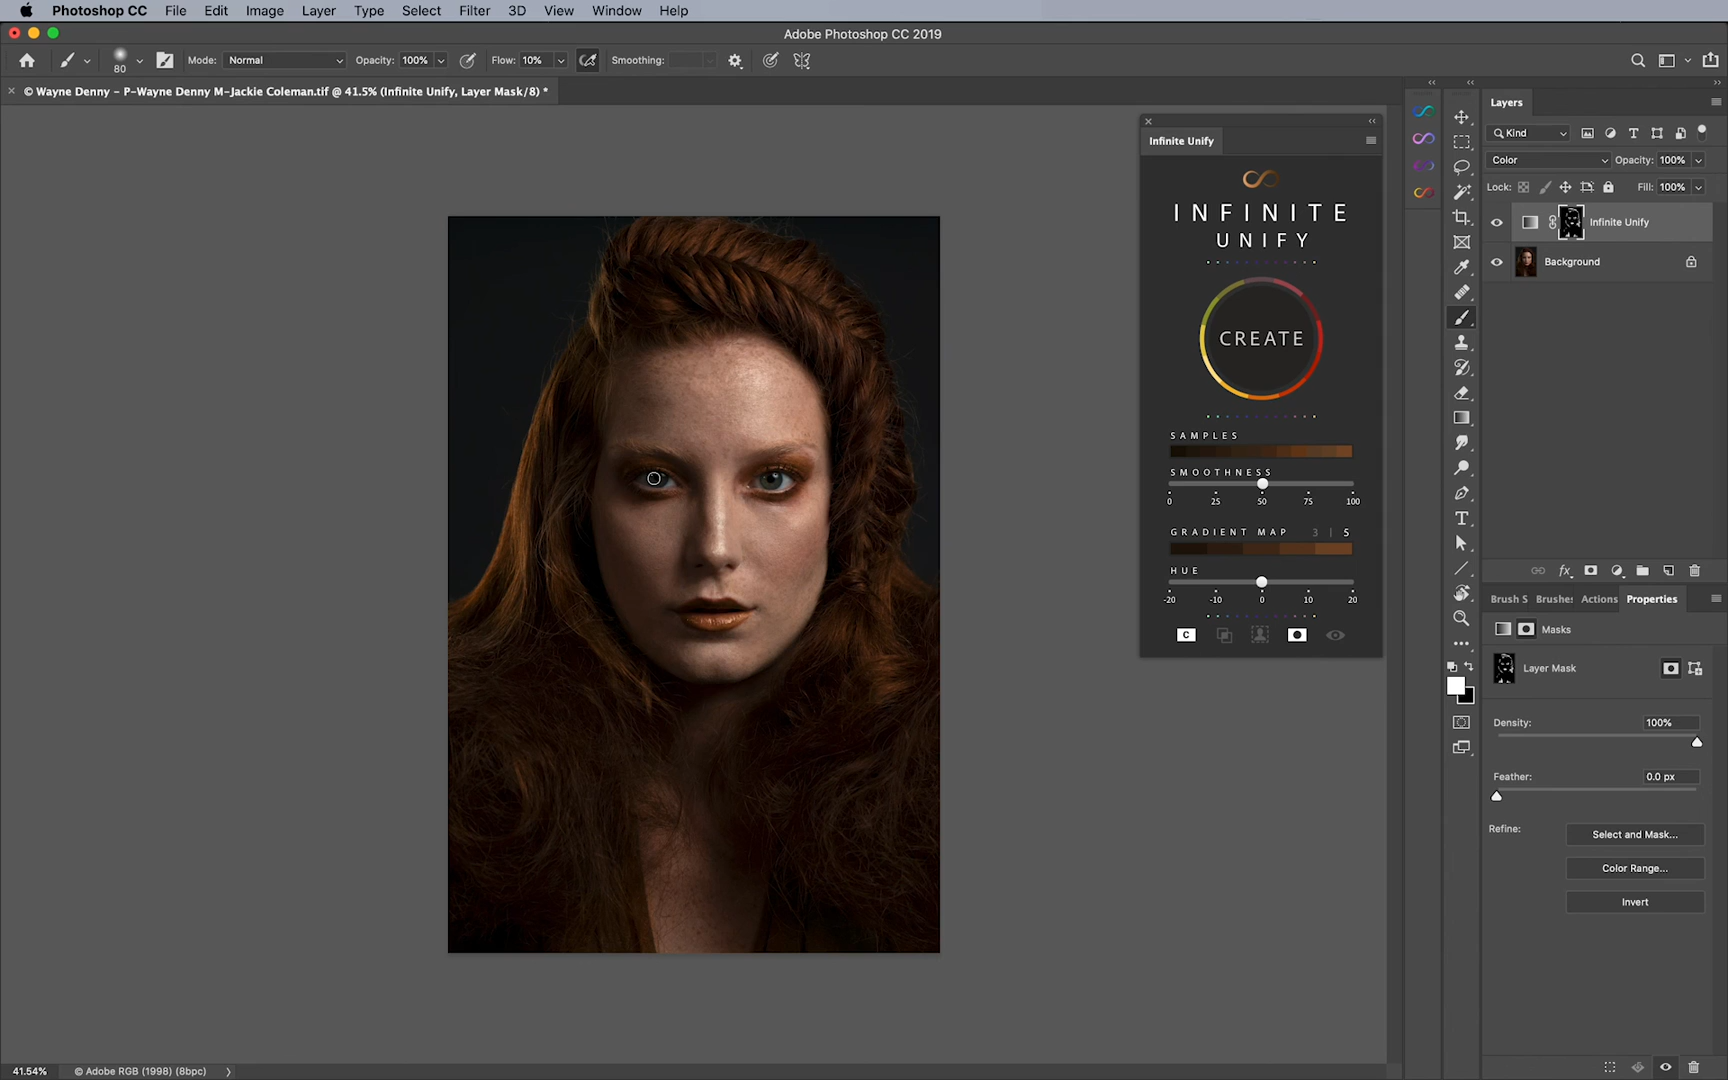 Photoshop CC File Edit Image Layer Type Select Filter 3D View Window Help
Adobe Photoshop CC 2019
80 Mode: Normal Opacity: 100% Flow: 10% Smoothing:
× © Wayne Denny - P-Wayne Denny M-Jackie Coleman.tif @ 41.5% (Infinite Unify, Layer Mask/8) *
Infinite Unify
INFINITE
UNIFY
CREATE
SAMPLES
SMOOTHNESS
0 25 50 75 100
GRADIENT MAP 3 | 5
HUE
-20 -10 0 10 20
C
Layers
Kind
Color Opacity: 100%
Lock: Fill: 100%
Infinite Unify
Background
fx
Brush S Brushes Actions Properties
Masks
Layer Mask
Density: 100%
Feather: 0.0 px
Refine: Select and Mask...
Color Range...
Invert
41.54% © Adobe RGB (1998) (8bpc)